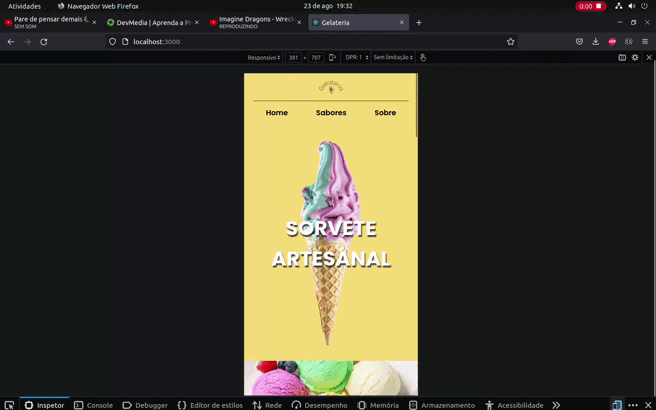 Atividades
Navegador Web Firefox
23 de ago 19:32
0:00
Pare de pensar demais (
SEM SOM
DevMedia | Aprenda a Pr
Imagine Dragons - Wreck
REPRODUZINDO
Gelateria
localhost:3000
Responsivo
381 × 707
DPR: 1
Sem limitação
Gelateria
Home
Sabores
Sobre
SORVETE
ARTESANAL
Inspetor
Console
Debugger
Editor de estilos
Rede
Desempenho
Memória
Armazenamento
Acessibilidade